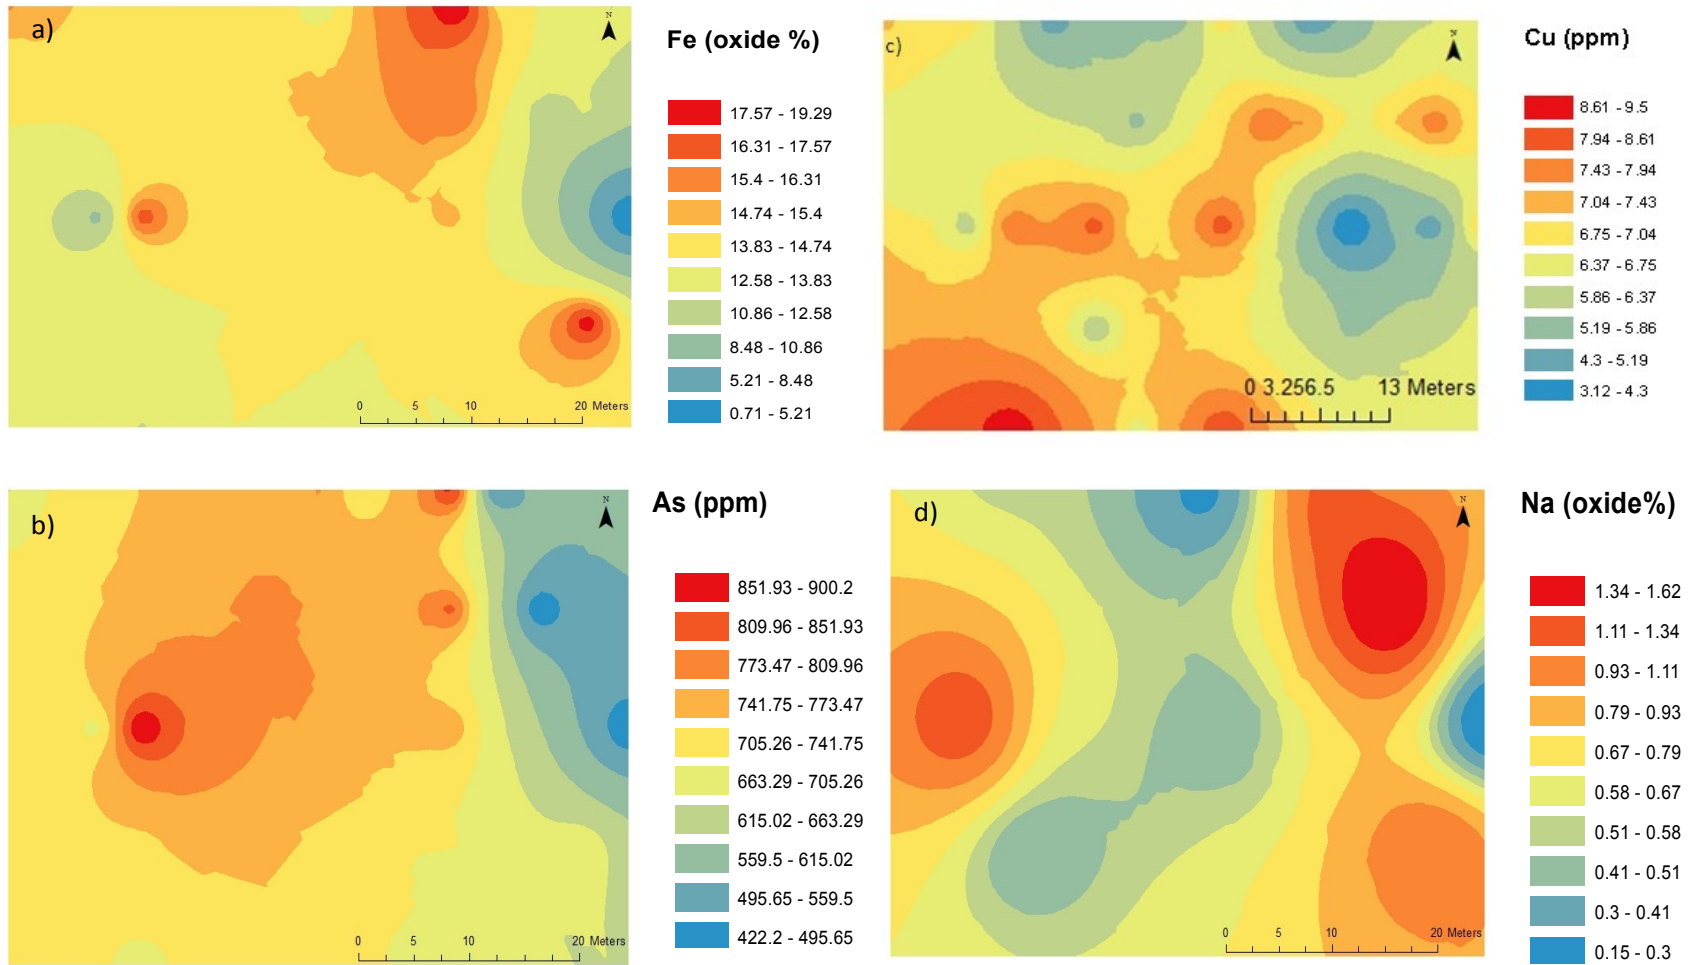 a)
N
0 5 10 20 Meters
Fe (oxide %)
17.57 - 19.29
16.31 - 17.57
15.4 - 16.31
14.74 - 15.4
13.83 - 14.74
12.58 - 13.83
10.86 - 12.58
8.48 - 10.86
5.21 - 8.48
0.71 - 5.21
c)
N
0 3.256.5 13 Meters
Cu (ppm)
8.61 - 9.5
7.94 - 8.61
7.43 - 7.94
7.04 - 7.43
6.75 - 7.04
6.37 - 6.75
5.86 - 6.37
5.19 - 5.86
4.3 - 5.19
3.12 - 4.3
b)
N
0 5 10 20 Meters
As (ppm)
851.93 - 900.2
809.96 - 851.93
773.47 - 809.96
741.75 - 773.47
705.26 - 741.75
663.29 - 705.26
615.02 - 663.29
559.5 - 615.02
495.65 - 559.5
422.2 - 495.65
d)
N
0 5 10 20 Meters
Na (oxide%)
1.34 - 1.62
1.11 - 1.34
0.93 - 1.11
0.79 - 0.93
0.67 - 0.79
0.58 - 0.67
0.51 - 0.58
0.41 - 0.51
0.3 - 0.41
0.15 - 0.3